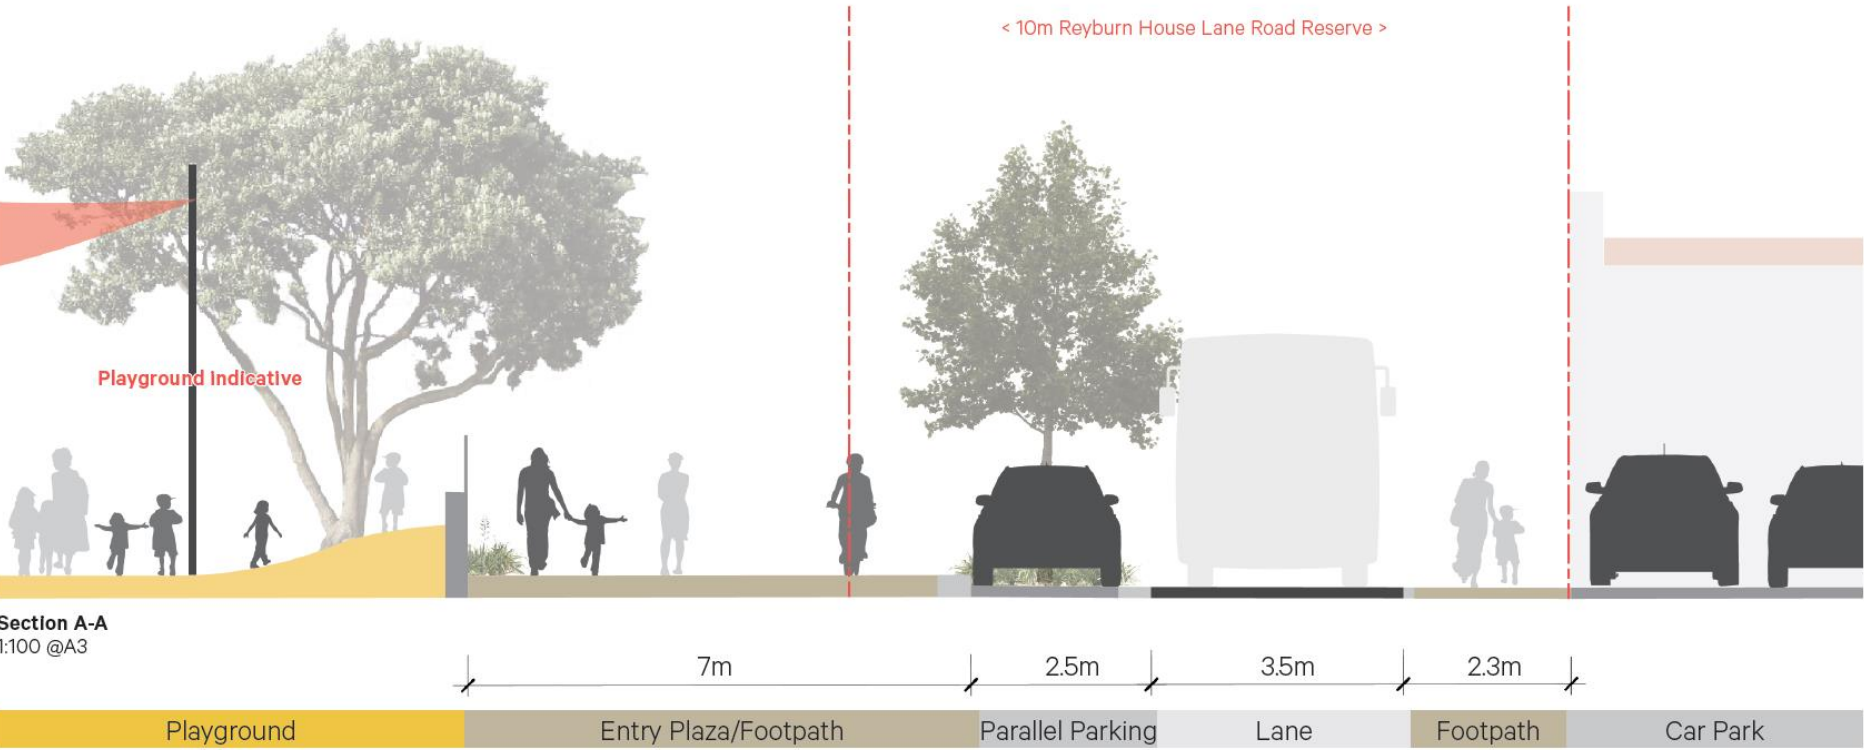 < 10m Reyburn House Lane Road Reserve >
Playground indicative
Section A-A
1:100 @A3
7m 2.5m 3.5m 2.3m
Playground Entry Plaza/Footpath Parallel Parking Lane Footpath Car Park